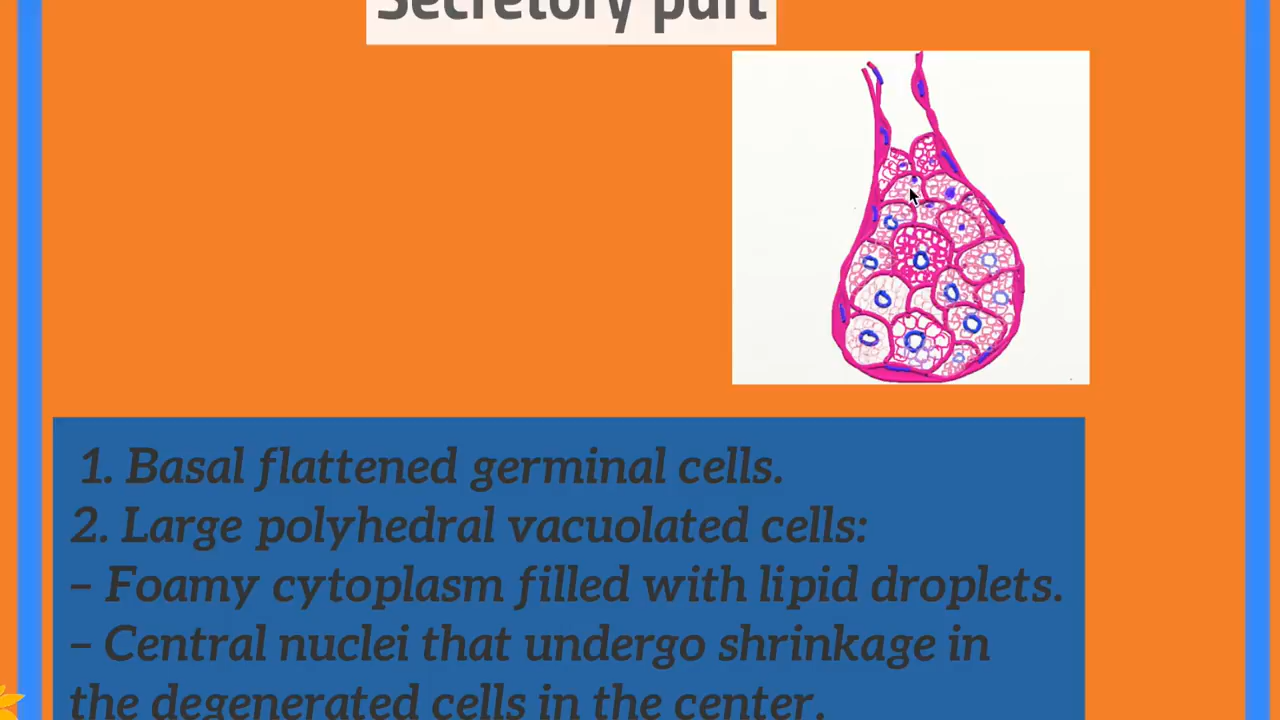 Secretory part
1. Basal flattened germinal cells.
2. Large polyhedral vacuolated cells:
– Foamy cytoplasm filled with lipid droplets.
– Central nuclei that undergo shrinkage in
the degenerated cells in the center.